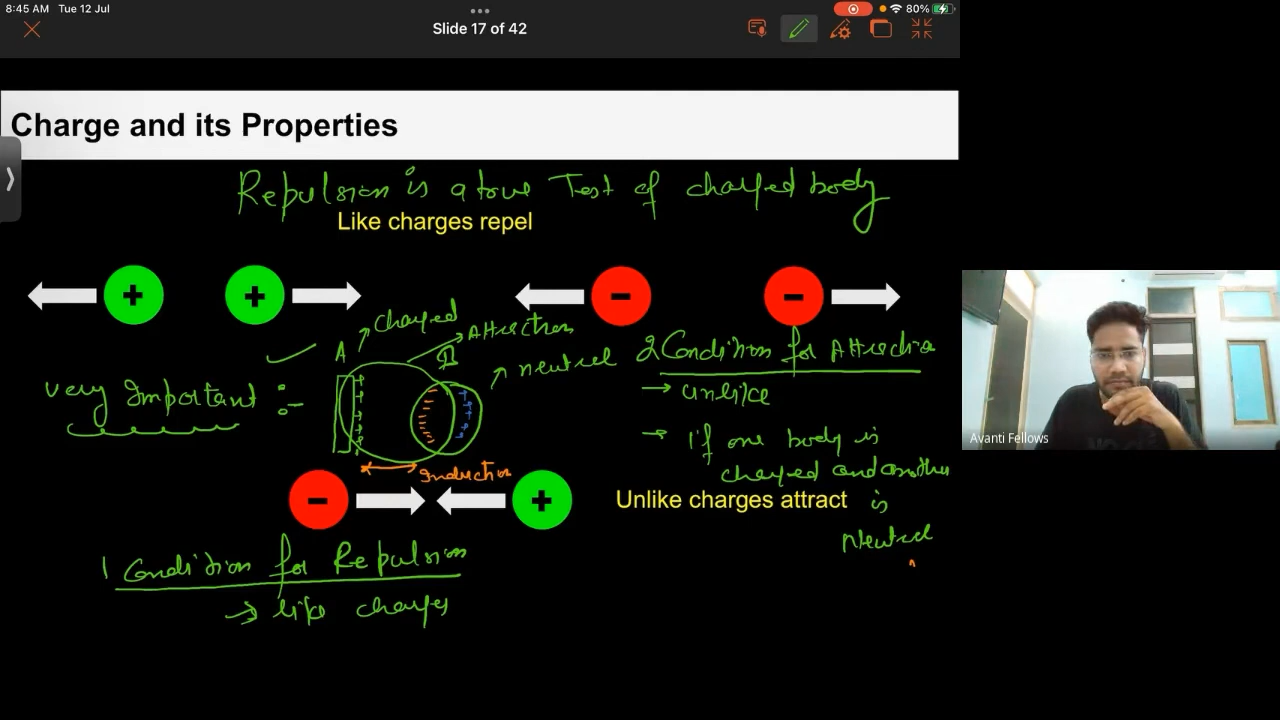 8:45 AM Tue 12 Jul
80%
Slide 17 of 42
Charge and its Properties
Repulsion is a true Test of charged body
Like charges repel
+ + - -
A charged
Attraction
B neutral
very Important :-
2 Condition for Attraction
→ unlike
→ if one body is
charged and another
is
Neutral
induction
- +
Unlike charges attract
1 Condition for Repulsion
→ like charges
Avanti Fellows